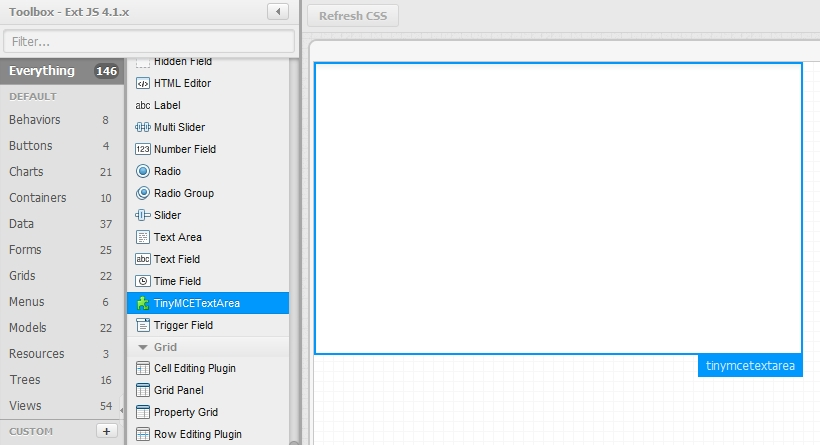 Toolbox - Ext JS 4.1.x
Filter...
Everything 146
DEFAULT
Behaviors 8
Buttons 4
Charts 21
Containers 10
Data 37
Forms 25
Grids 22
Menus 6
Models 22
Resources 3
Trees 16
Views 54
CUSTOM +
Hidden Field
HTML Editor
abc Label
Multi Slider
123 Number Field
Radio
Radio Group
Slider
Text Area
abc Text Field
Time Field
TinyMCETextArea
Trigger Field
Grid
Cell Editing Plugin
Grid Panel
Property Grid
Row Editing Plugin
Refresh CSS
tinymcetextarea